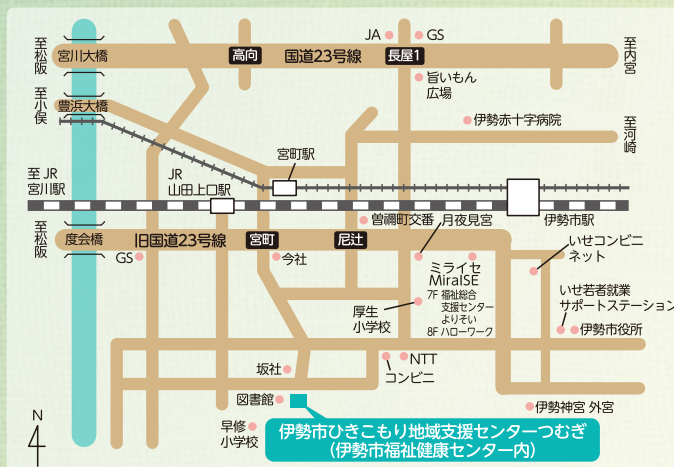 JA
GS
至松阪
宮川大橋
高向
国道23号線
長屋1
至内宮
旨いもん
広場
至小俣
豊浜大橋
伊勢赤十字病院
至河崎
宮町駅
至 JR
宮川駅
JR
山田上口駅
伊勢市駅
曽禰町交番
月夜見宮
至松阪
度会橋
旧国道23号線
宮町
尼辻
いせコンビニ
ネット
GS
今社
ミライセ
MiraISE
7F 福祉総合
支援センター
よりそい
8F ハローワーク
厚生
小学校
いせ若者就業
サポートステーション
伊勢市役所
坂社
NTT
コンビニ
図書館
伊勢神宮 外宮
N
早修
小学校
伊勢市ひきこもり地域支援センターつむぎ
（伊勢市福祉健康センター内）